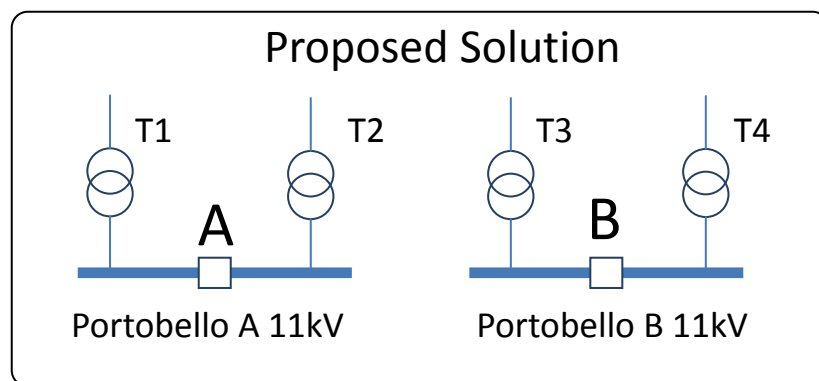 Proposed Solution
T1 T2 T3 T4
A B
Portobello A 11kV Portobello B 11kV